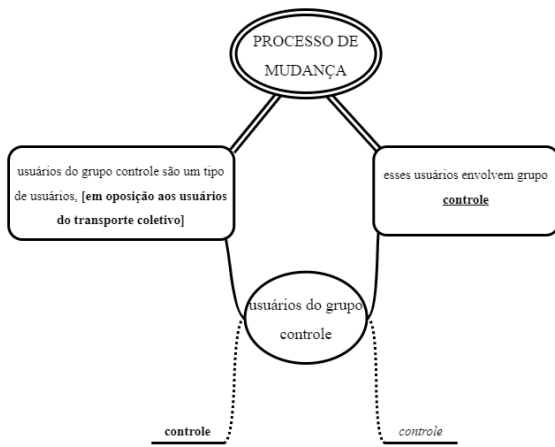 PROCESSO DE
MUDANÇA
usuários do grupo controle são um tipo
de usuários, [em oposição aos usuários
do transporte coletivo]
esses usuários envolvem grupo
controle
usuários do grupo
controle
controle
controle